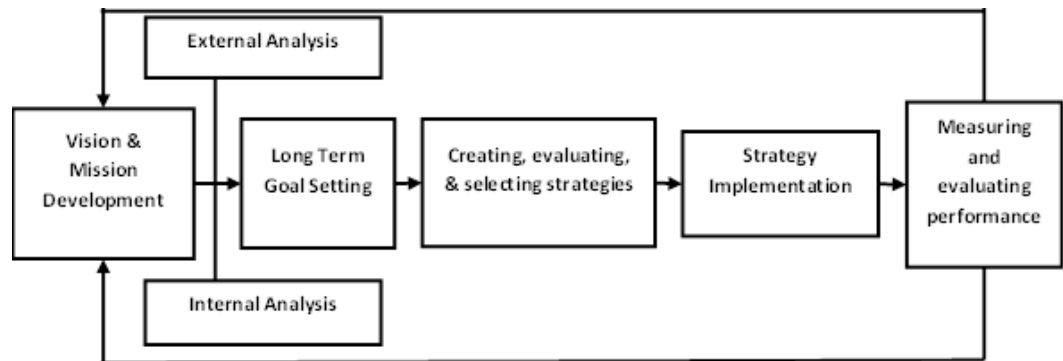 External Analysis
Vision &
Mission
Development
Long Term
Goal Setting
Creating, evaluating,
& selecting strategies
Strategy
Implementation
Measuring
and
evaluating
performance
Internal Analysis